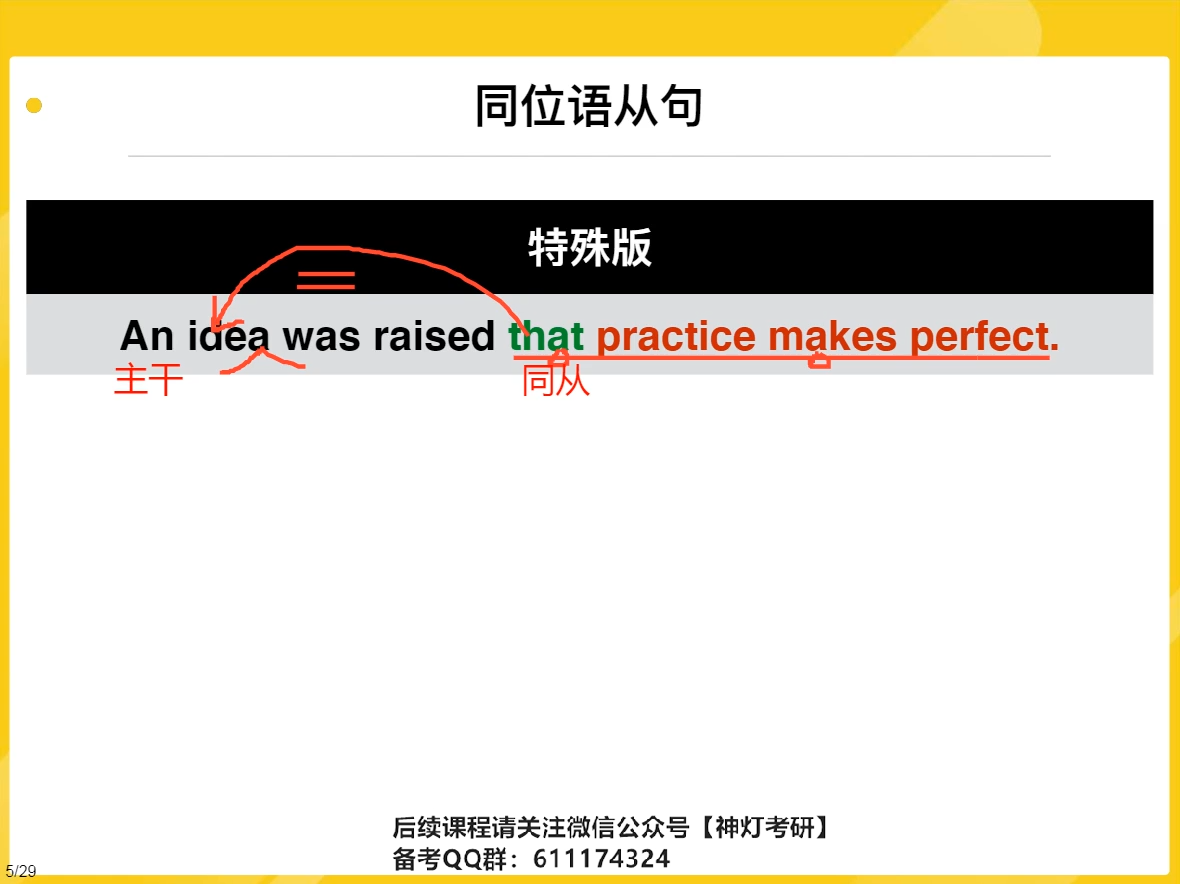 同位语从句
特殊版
An idea was raised that practice makes perfect.
主干 同从
后续课程请关注微信公众号【神灯考研】
备考QQ群：611174324
5/29